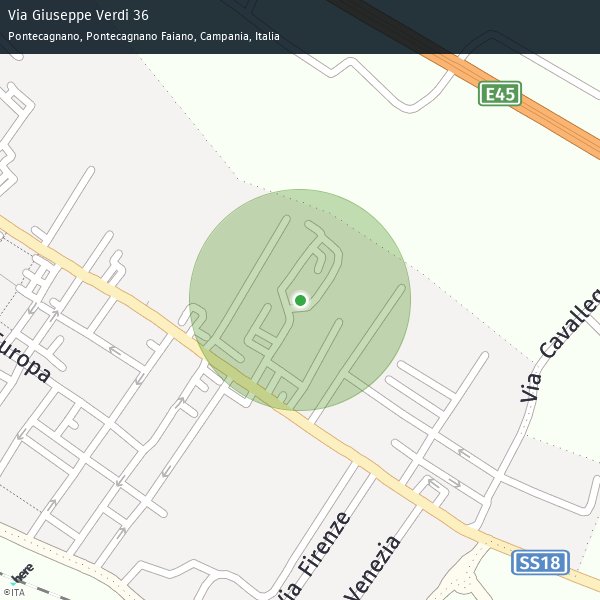 Via Giuseppe Verdi 36
Pontecagnano, Pontecagnano Faiano, Campania, Italia
E45
Via Cavalleg
Europa
Via Firenze
Venezia
SS18
here
©ITA